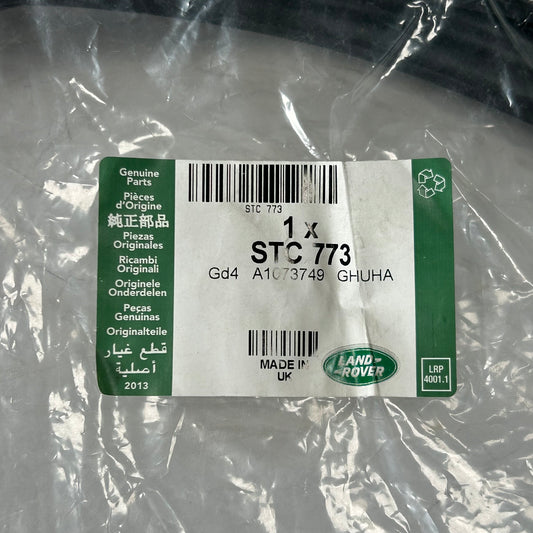 Genuine
Parts
Pièces
d'Origine
純正部品
Piezas
Originales
Ricambi
Originali
Originele
Onderdelen
Peças
Genuinas
Originalteile
قطع غيار
أصلية
2013
STC 773
1 x
STC 773
Gd4 A1073749 GHUHA
MADE IN
UK
LAND-
ROVER
LRP
4001.1